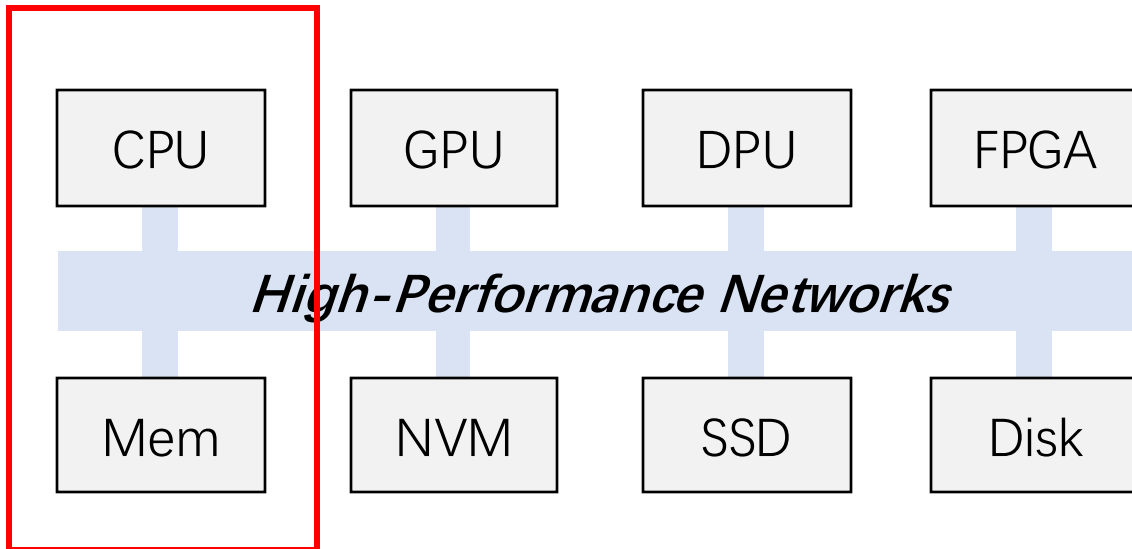 CPU GPU DPU FPGA
High-Performance Networks
Mem NVM SSD Disk